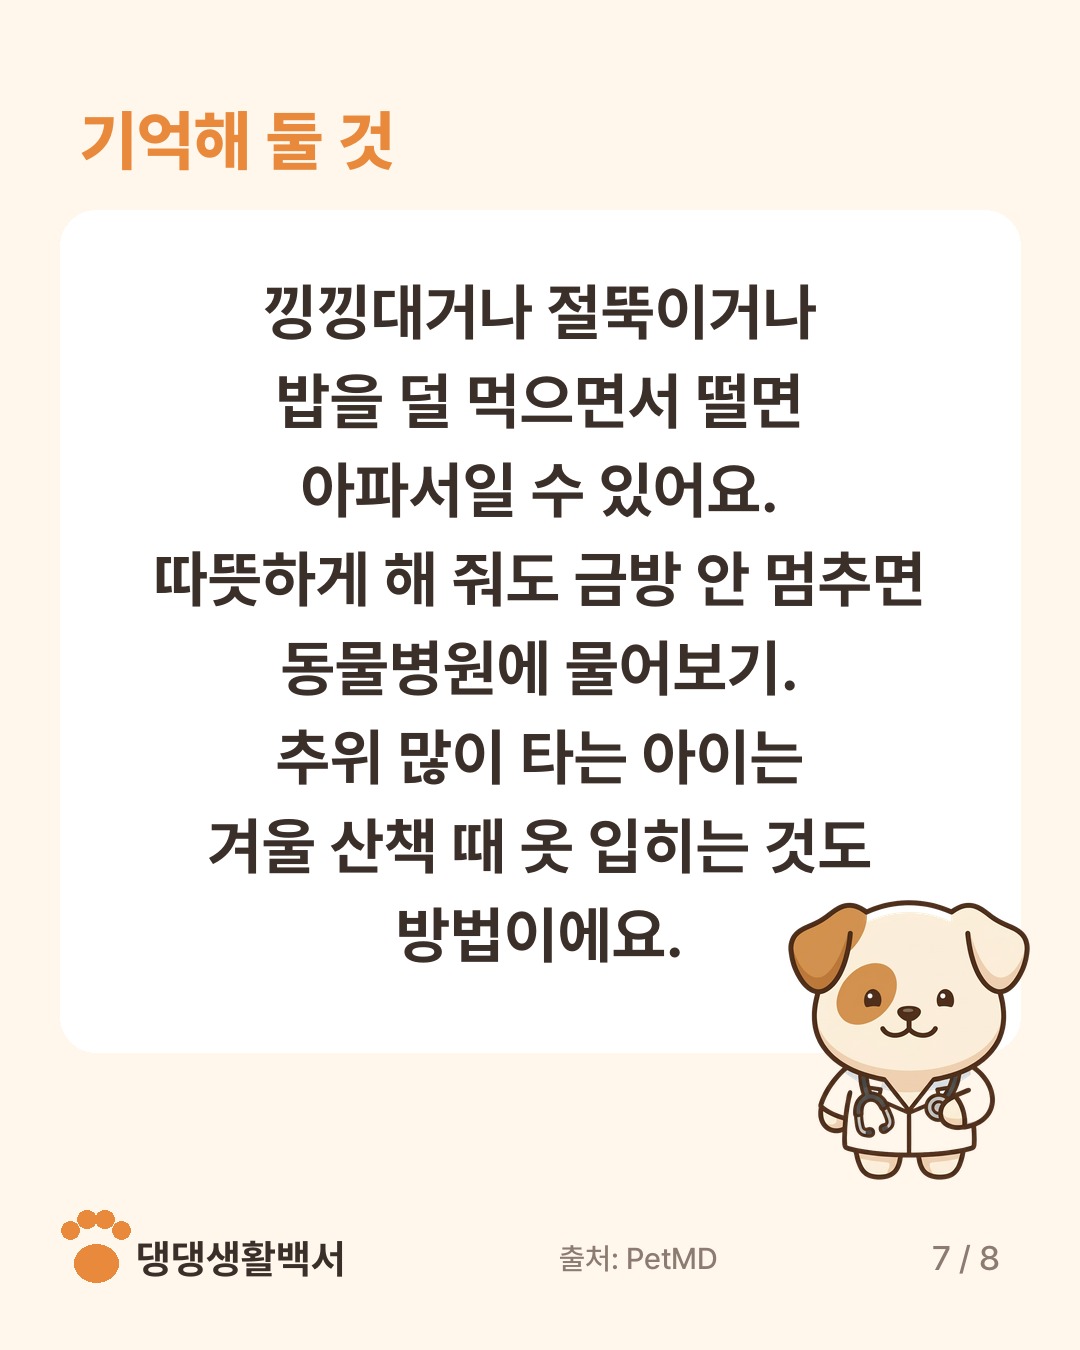 기억해 둘 것
낑낑대거나 절뚝이거나
밥을 덜 먹으면서 떨면
아파서일 수 있어요.
따뜻하게 해 줘도 금방 안 멈추면
동물병원에 물어보기.
추위 많이 타는 아이는
겨울 산책 때 옷 입히는 것도
방법이에요.
댕댕생활백서
출처: PetMD
7 / 8